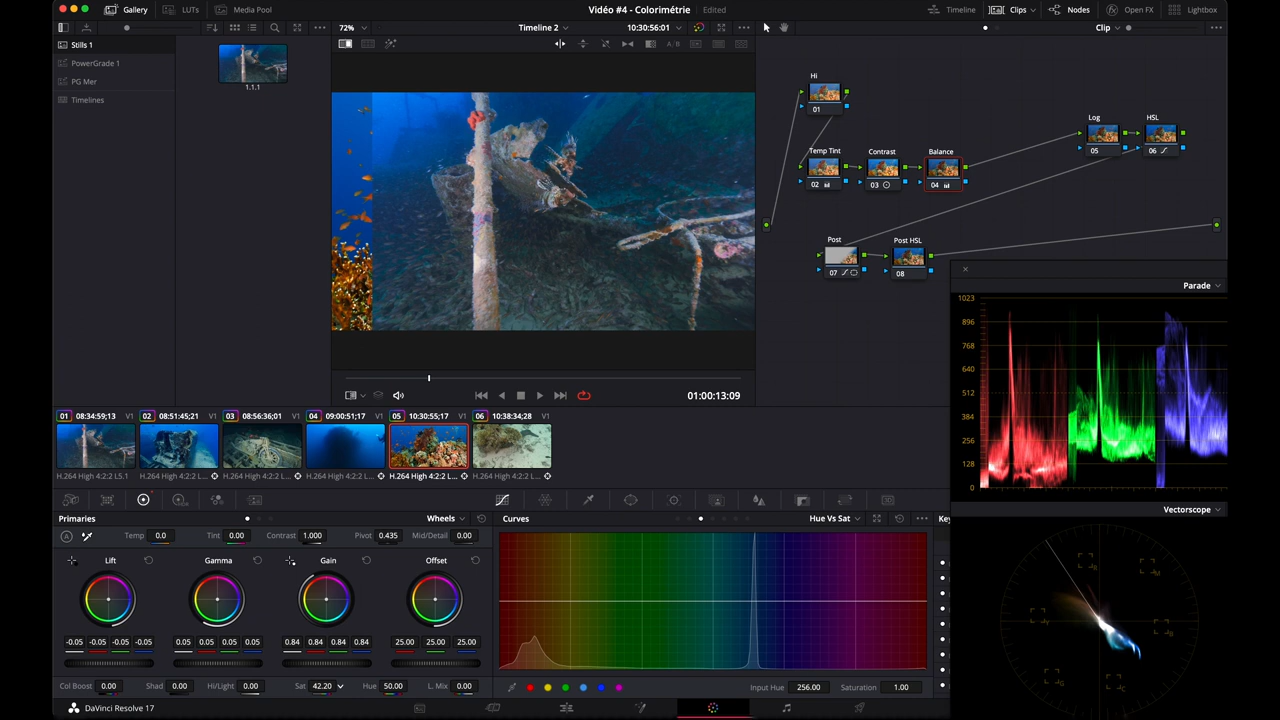 Gallery LUTs Media Pool Vidéo #4 - Colorimétrie Edited Timeline Clips Nodes Open FX Lightbox
72% Timeline 2 10:30:56:01 Clip
Stills 1
PowerGrade 1
PG Mer
Timelines
1.1.1
A/B
Hi
01
Temp Tint Contrast Balance
02 03 04
Log HSL
05 06
Post Post HSL
07 08
Parade
1023
896
768
640
512
384
256
128
0
01:00:13:09
01 08:34:59;13 V1 02 08:51:45;21 V1 03 08:56:36;01 V1 04 09:00:51;17 V1 05 10:30:55;17 V1 06 10:38:34;28 V1
H.264 High 4:2:2 L5.1 H.264 High 4:2:2 L... H.264 High 4:2:2 L... H.264 High 4:2:2 L... H.264 High 4:2:2 L... H.264 High 4:2:2 L...
Primaries Wheels Curves Hue Vs Sat Key
Temp 0.0 Tint 0.00 Contrast 1.000 Pivot 0.435 Mid/Detail 0.00
Lift Gamma Gain Offset
-0.05 -0.05 -0.05 -0.05 0.05 0.05 0.05 0.05 0.84 0.84 0.84 0.84 25.00 25.00 25.00
Col Boost 0.00 Shad 0.00 Hi/Light 0.00 Sat 42.20 Hue 50.00 L. Mix 0.00
Input Hue 256.00 Saturation 1.00
Vectorscope
DaVinci Resolve 17